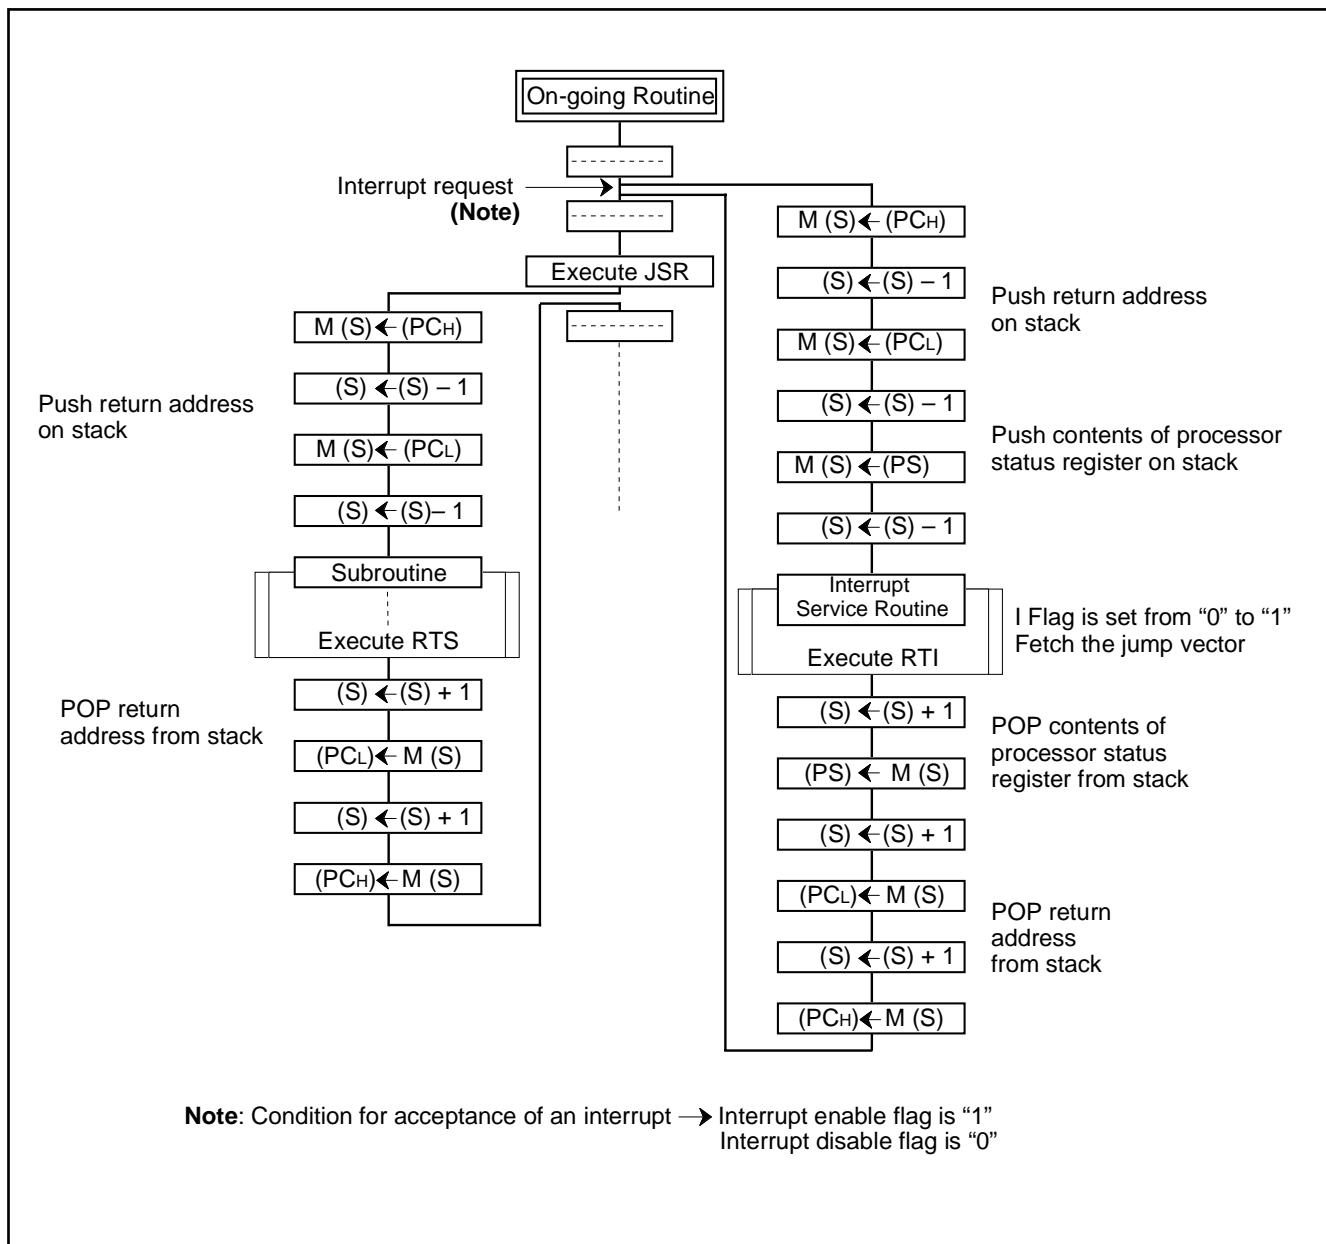 On-going Routine
Interrupt request
(Note)
Execute JSR
M (S) ← (PCH)
(S) ← (S) – 1
M (S) ← (PCL)
(S) ← (S)– 1
Push return address
on stack
Subroutine
Execute RTS
(S) ← (S) + 1
(PCL) ← M (S)
(S) ← (S) + 1
(PCH) ← M (S)
POP return
address from stack
M (S) ← (PCH)
(S) ← (S) – 1
M (S) ← (PCL)
(S) ← (S) – 1
M (S) ← (PS)
(S) ← (S) – 1
Push return address
on stack
Push contents of processor
status register on stack
Interrupt
Service Routine
Execute RTI
I Flag is set from “0” to “1”
Fetch the jump vector
(S) ← (S) + 1
(PS) ← M (S)
(S) ← (S) + 1
(PCL) ← M (S)
(S) ← (S) + 1
(PCH) ← M (S)
POP contents of
processor status
register from stack
POP return
address
from stack
Note: Condition for acceptance of an interrupt → Interrupt enable flag is “1”
Interrupt disable flag is “0”